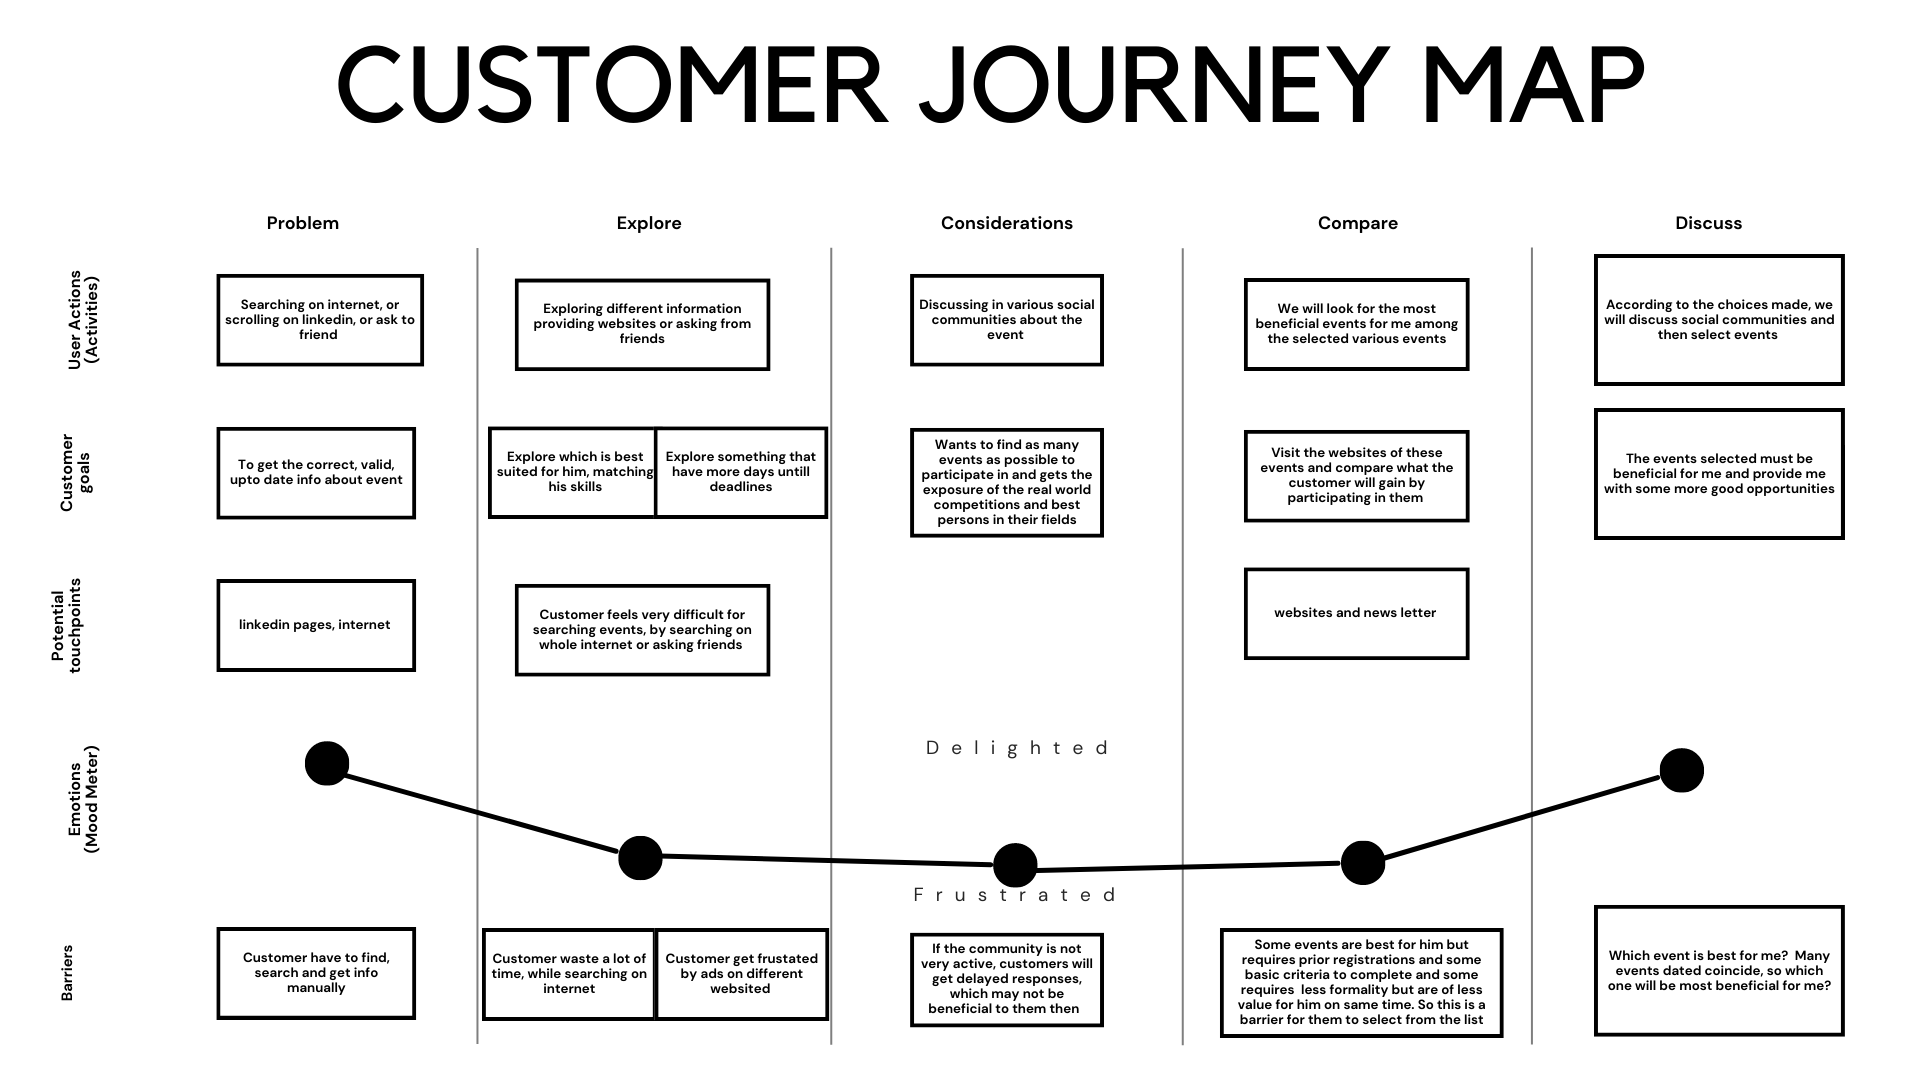 CUSTOMER JOURNEY MAP
Problem
Explore
Considerations
Compare
Discuss
User Actions
(Activities)
Searching on internet, or
scrolling on linkedin, or ask to
friend
Exploring different information
providing websites or asking from
friends
Discussing in various social
communities about the
event
We will look for the most
beneficial events for me among
the selected various events
According to the choices made, we
will discuss social communities and
then select events
Customer
goals
To get the correct, valid,
upto date info about event
Explore which is best
suited for him, matching
his skills
Explore something that
have more days untill
deadlines
Wants to find as many
events as possible to
participate in and gets the
exposure of the real world
competitions and best
persons in their fields
Visit the websites of these
events and compare what the
customer will gain by
participating in them
The events selected must be
beneficial for me and provide me
with some more good opportunities
Potential
touchpoints
linkedin pages, internet
Customer feels very difficult for
searching events, by searching on
whole internet or asking friends
websites and news letter
Emotions
(Mood Meter)
Delighted
Frustrated
Barriers
Customer have to find,
search and get info
manually
Customer waste a lot of
time, while searching on
internet
Customer get frustated
by ads on different
websited
If the community is not
very active, customers will
get delayed responses,
which may not be
beneficial to them then
Some events are best for him but
requires prior registrations and some
basic criteria to complete and some
requires  less formality but are of less
value for him on same time. So this is a
barrier for them to select from the list
Which event is best for me?  Many
events dated coincide, so which
one will be most beneficial for me?